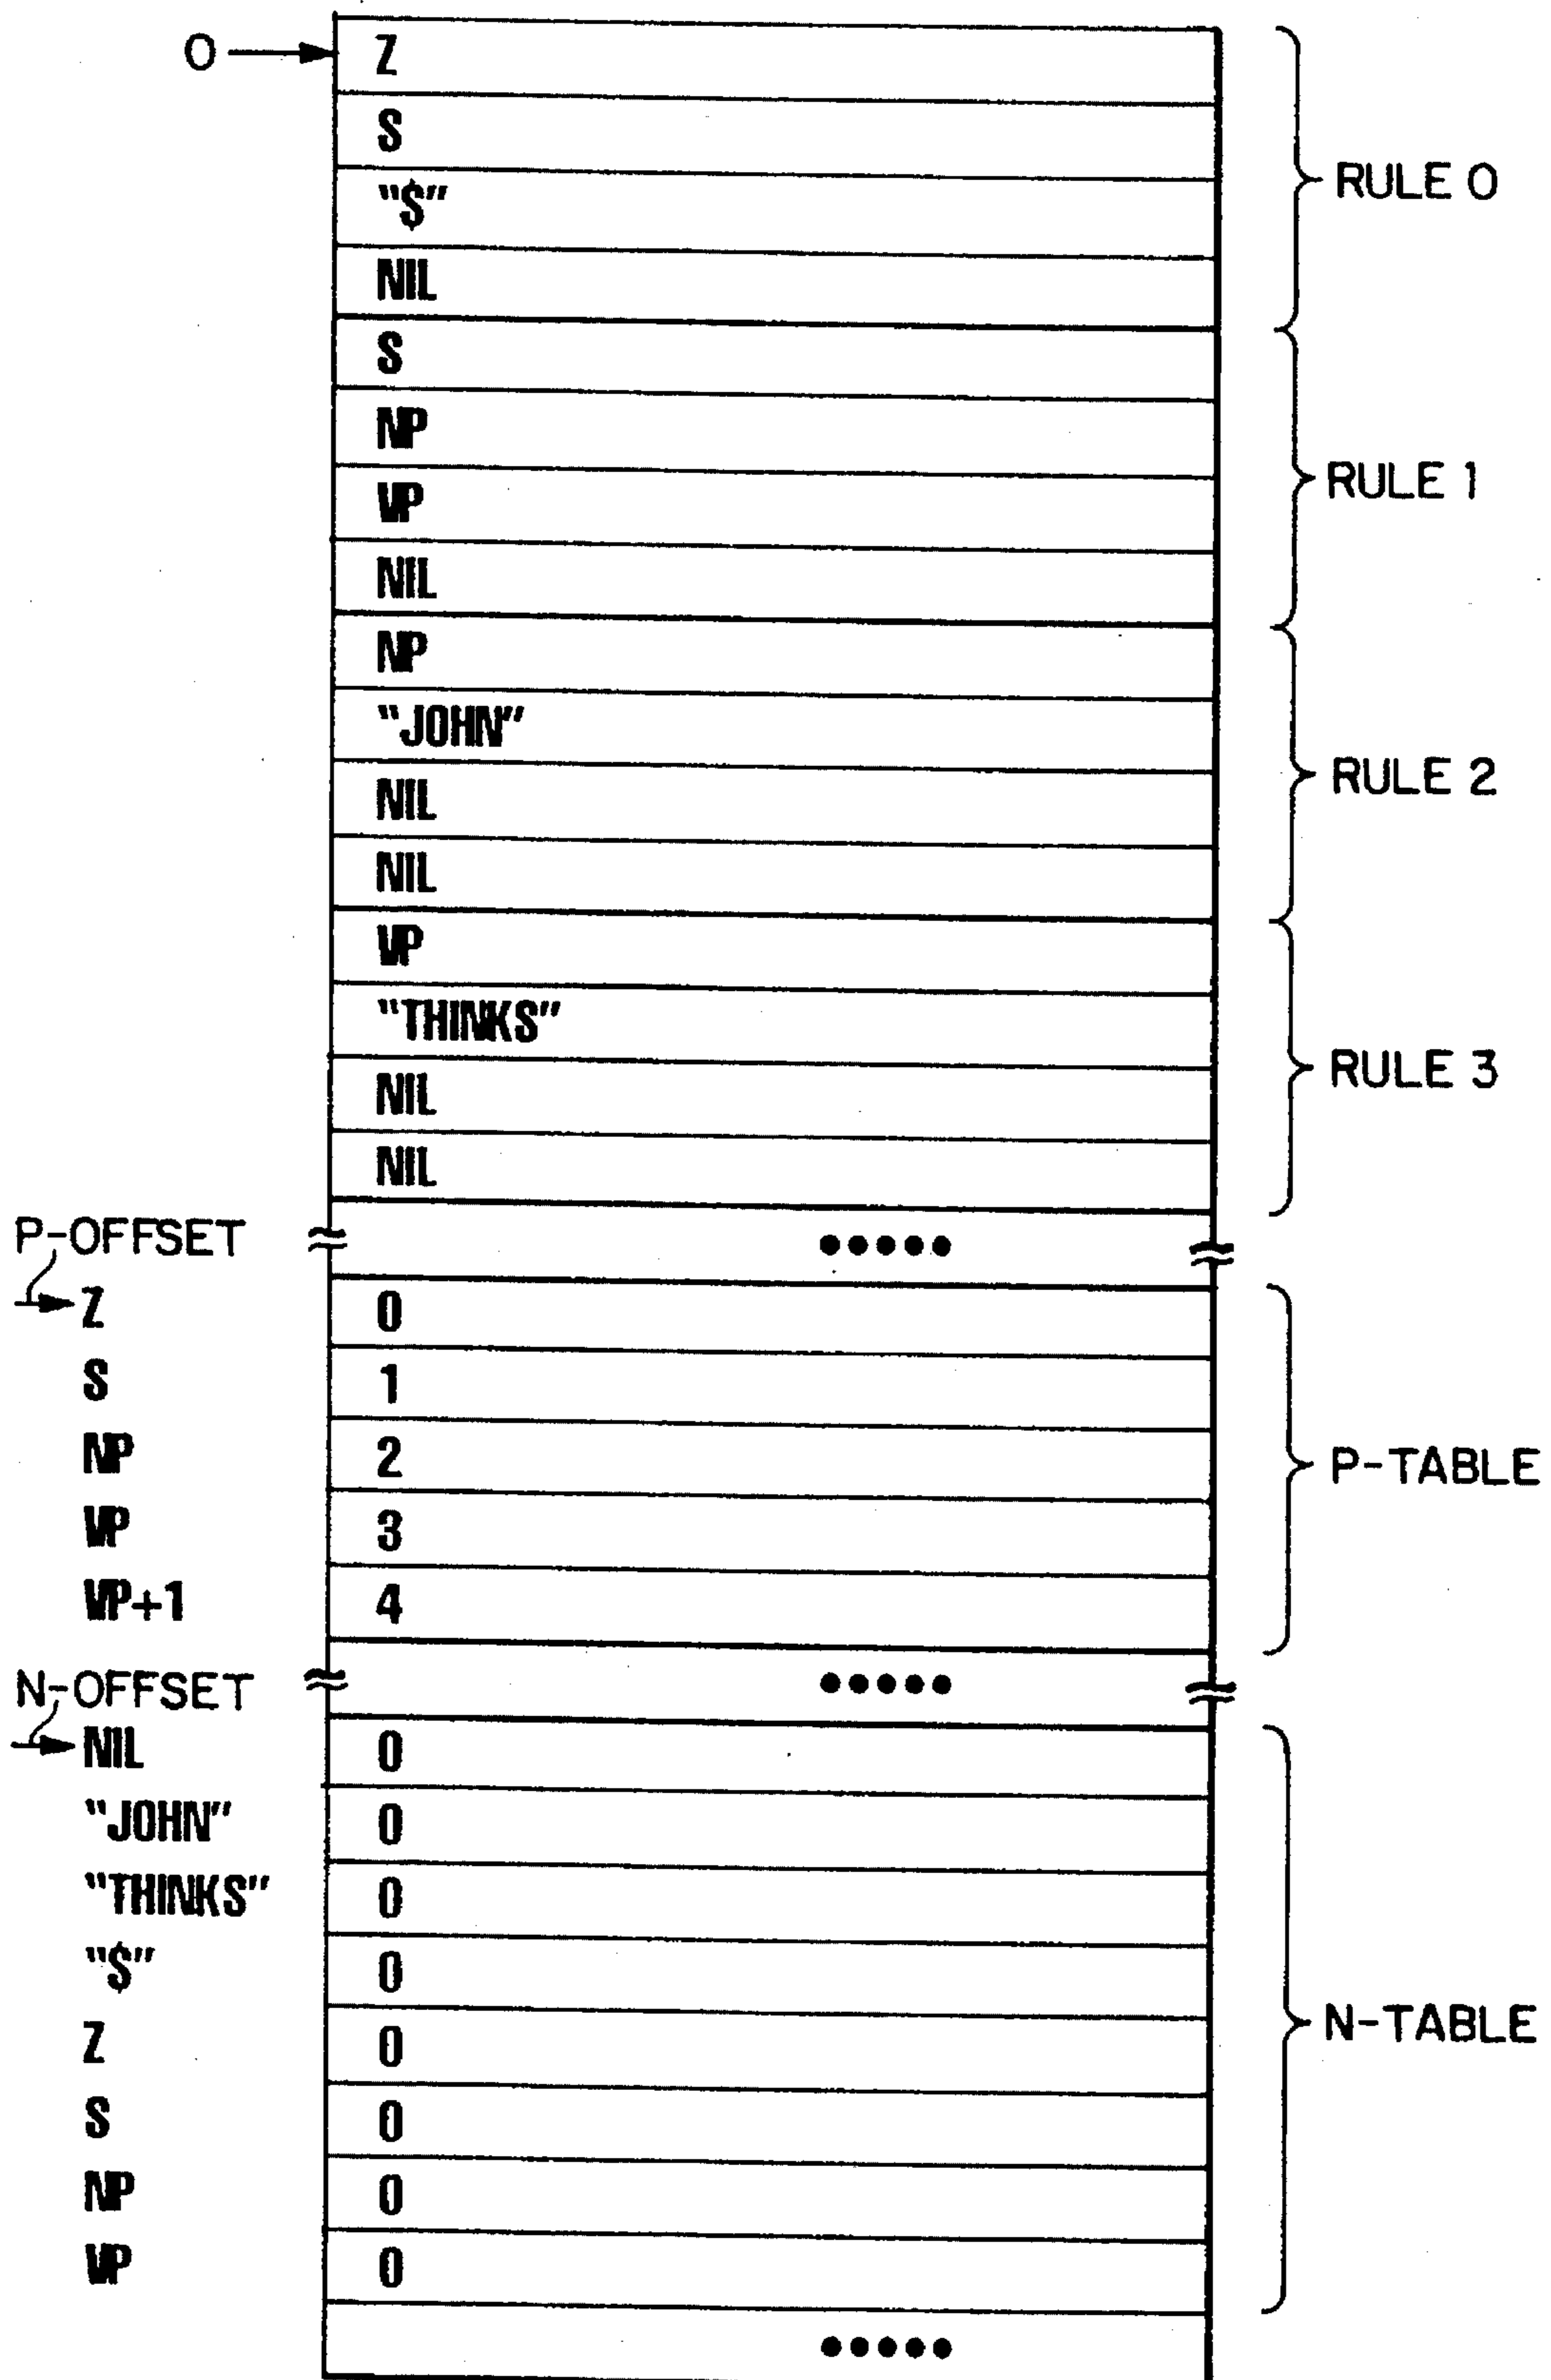 0 Z
S
"$" RULE 0
NIL
S
NP
VP RULE 1
NIL
NP
"JOHN"
NIL RULE 2
NIL
VP
"THINKS"
NIL RULE 3
NIL
P-OFFSET
Z 0
S 1
NP 2 P-TABLE
VP 3
VP+1 4
N-OFFSET
NIL 0
"JOHN" 0
"THINKS" 0
"$" 0
Z 0 N-TABLE
S 0
NP 0
VP 0